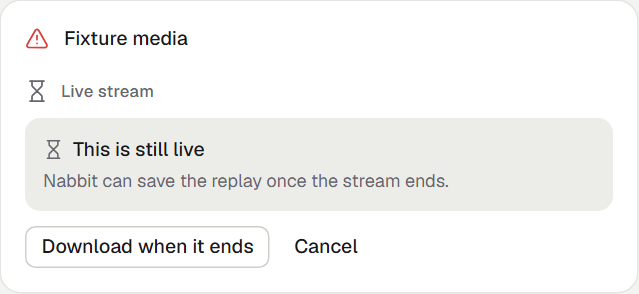 Fixture media
Live stream
This is still live
Nabbit can save the replay once the stream ends.
Download when it ends
Cancel